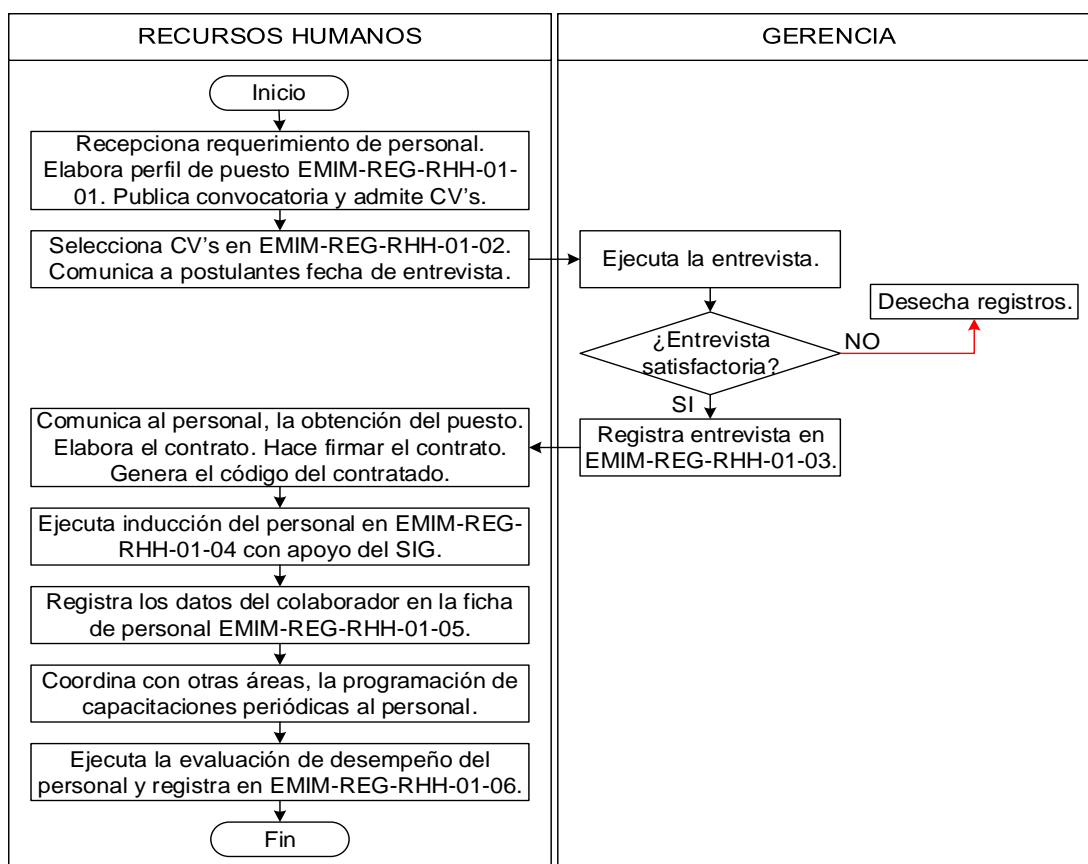 RECURSOS HUMANOS
GERENCIA
Inicio
Recepciona requerimiento de personal.
Elabora perfil de puesto EMIM-REG-RHH-01-
01. Publica convocatoria y admite CV's.
Selecciona CV's en EMIM-REG-RHH-01-02.
Comunica a postulantes fecha de entrevista.
Ejecuta la entrevista.
¿Entrevista
satisfactoria?
NO
Desecha registros.
SI
Registra entrevista en
EMIM-REG-RHH-01-03.
Comunica al personal, la obtención del puesto.
Elabora el contrato. Hace firmar el contrato.
Genera el código del contratado.
Ejecuta inducción del personal en EMIM-REG-
RHH-01-04 con apoyo del SIG.
Registra los datos del colaborador en la ficha
de personal EMIM-REG-RHH-01-05.
Coordina con otras áreas, la programación de
capacitaciones periódicas al personal.
Ejecuta la evaluación de desempeño del
personal y registra en EMIM-REG-RHH-01-06.
Fin